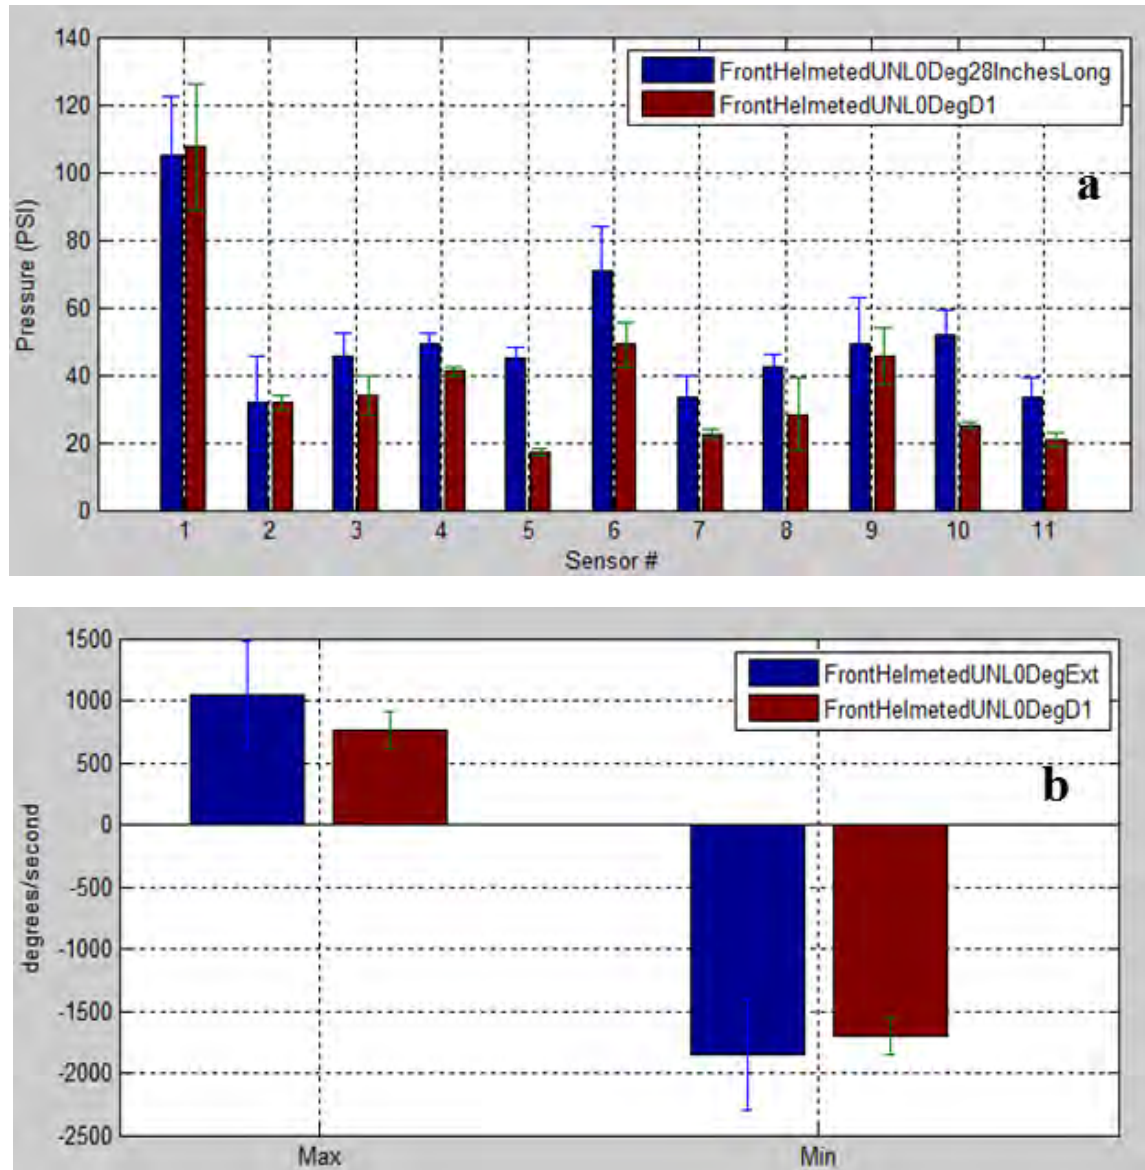 140
120
100
80
60
40
20
0
Pressure (PSI)
FrontHelmetedUNL0Deg28InchesLong
FrontHelmetedUNL0DegD1
a
1 2 3 4 5 6 7 8 9 10 11
Sensor #
1500
1000
500
0
-500
-1000
-1500
-2000
-2500
degrees/second
FrontHelmetedUNL0DegExt
FrontHelmetedUNL0DegD1
b
Max Min